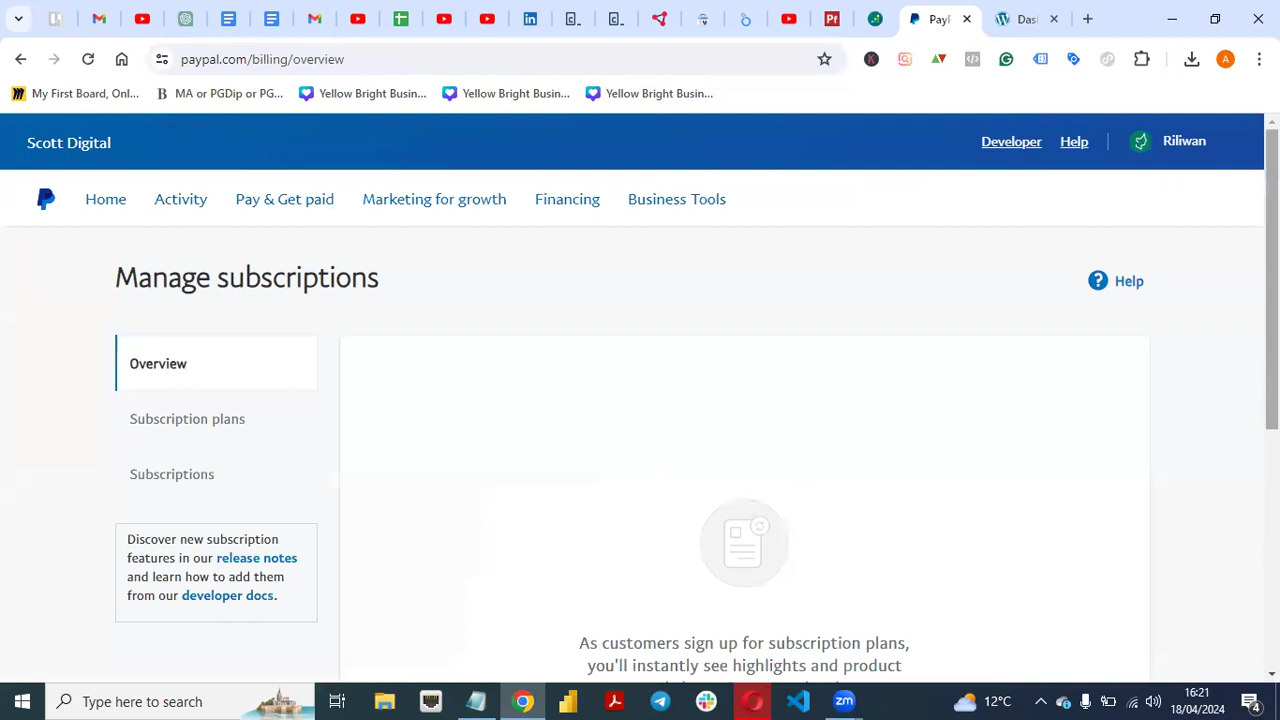 PayP
Das
paypal.com/billing/overview
My First Board, Onl...
MA or PGDip or PG...
Yellow Bright Busin...
Yellow Bright Busin...
Yellow Bright Busin...
Scott Digital
Developer
Help
Riliwan
Home
Activity
Pay & Get paid
Marketing for growth
Financing
Business Tools
Manage subscriptions
Help
Overview
Subscription plans
Subscriptions
Discover new subscription
features in our release notes
and learn how to add them
from our developer docs.
As customers sign up for subscription plans,
you'll instantly see highlights and product
Type here to search
12°C
16:21
18/04/2024